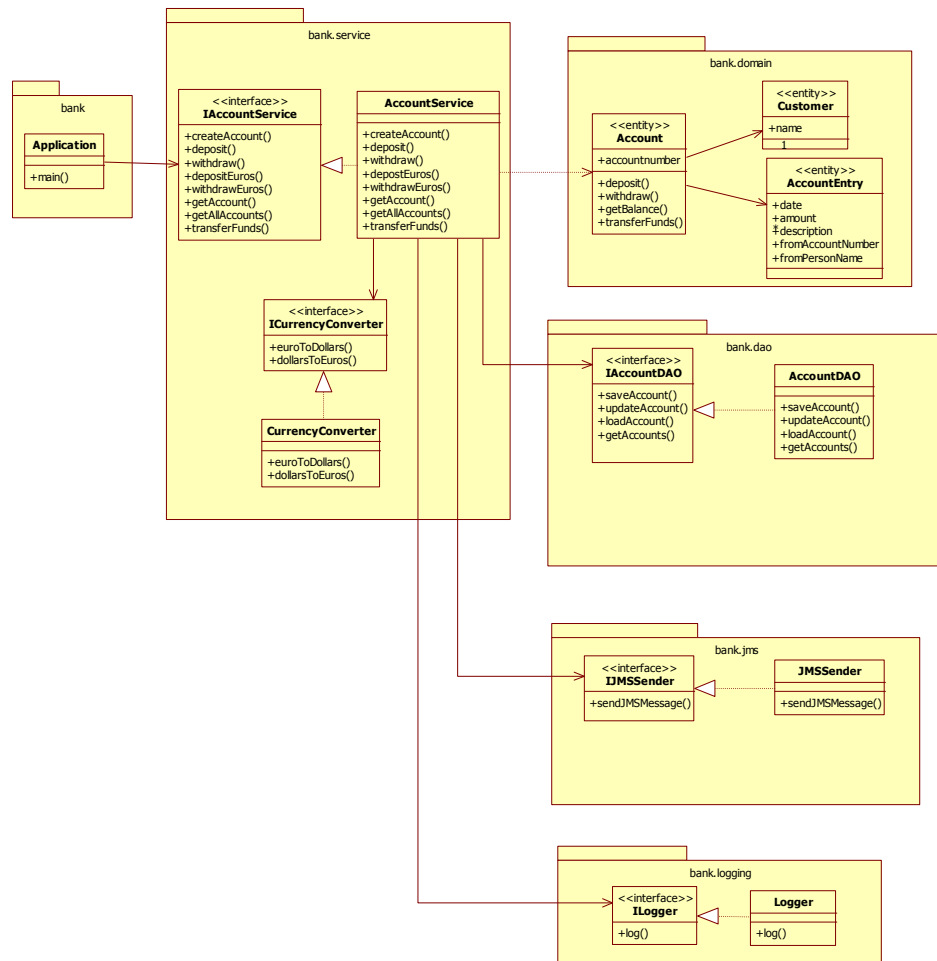 bank
Application
+main()
bank.service
<<interface>>
IAccountService
+createAccount()
+deposit()
+withdraw()
+depositEuros()
+withdrawEuros()
+getAccount()
+getAllAccounts()
+transferFunds()
AccountService
+createAccount()
+deposit()
+withdraw()
+depostEuros()
+withdrawEuros()
+getAccount()
+getAllAccounts()
+transferFunds()
<<interface>>
ICurrencyConverter
+euroToDollars()
+dollarsToEuros()
CurrencyConverter
+euroToDollars()
+dollarsToEuros()
bank.domain
<<entity>>
Account
+accountnumber
+deposit()
+withdraw()
+getBalance()
+transferFunds()
<<entity>>
Customer
+name
1
<<entity>>
AccountEntry
+date
+amount
*
+description
+fromAccountNumber
+fromPersonName
bank.dao
<<interface>>
IAccountDAO
+saveAccount()
+updateAccount()
+loadAccount()
+getAccounts()
AccountDAO
+saveAccount()
+updateAccount()
+loadAccount()
+getAccounts()
bank.jms
<<interface>>
IJMSSender
+sendJMSMessage()
JMSSender
+sendJMSMessage()
bank.logging
<<interface>>
ILogger
+log()
Logger
+log()